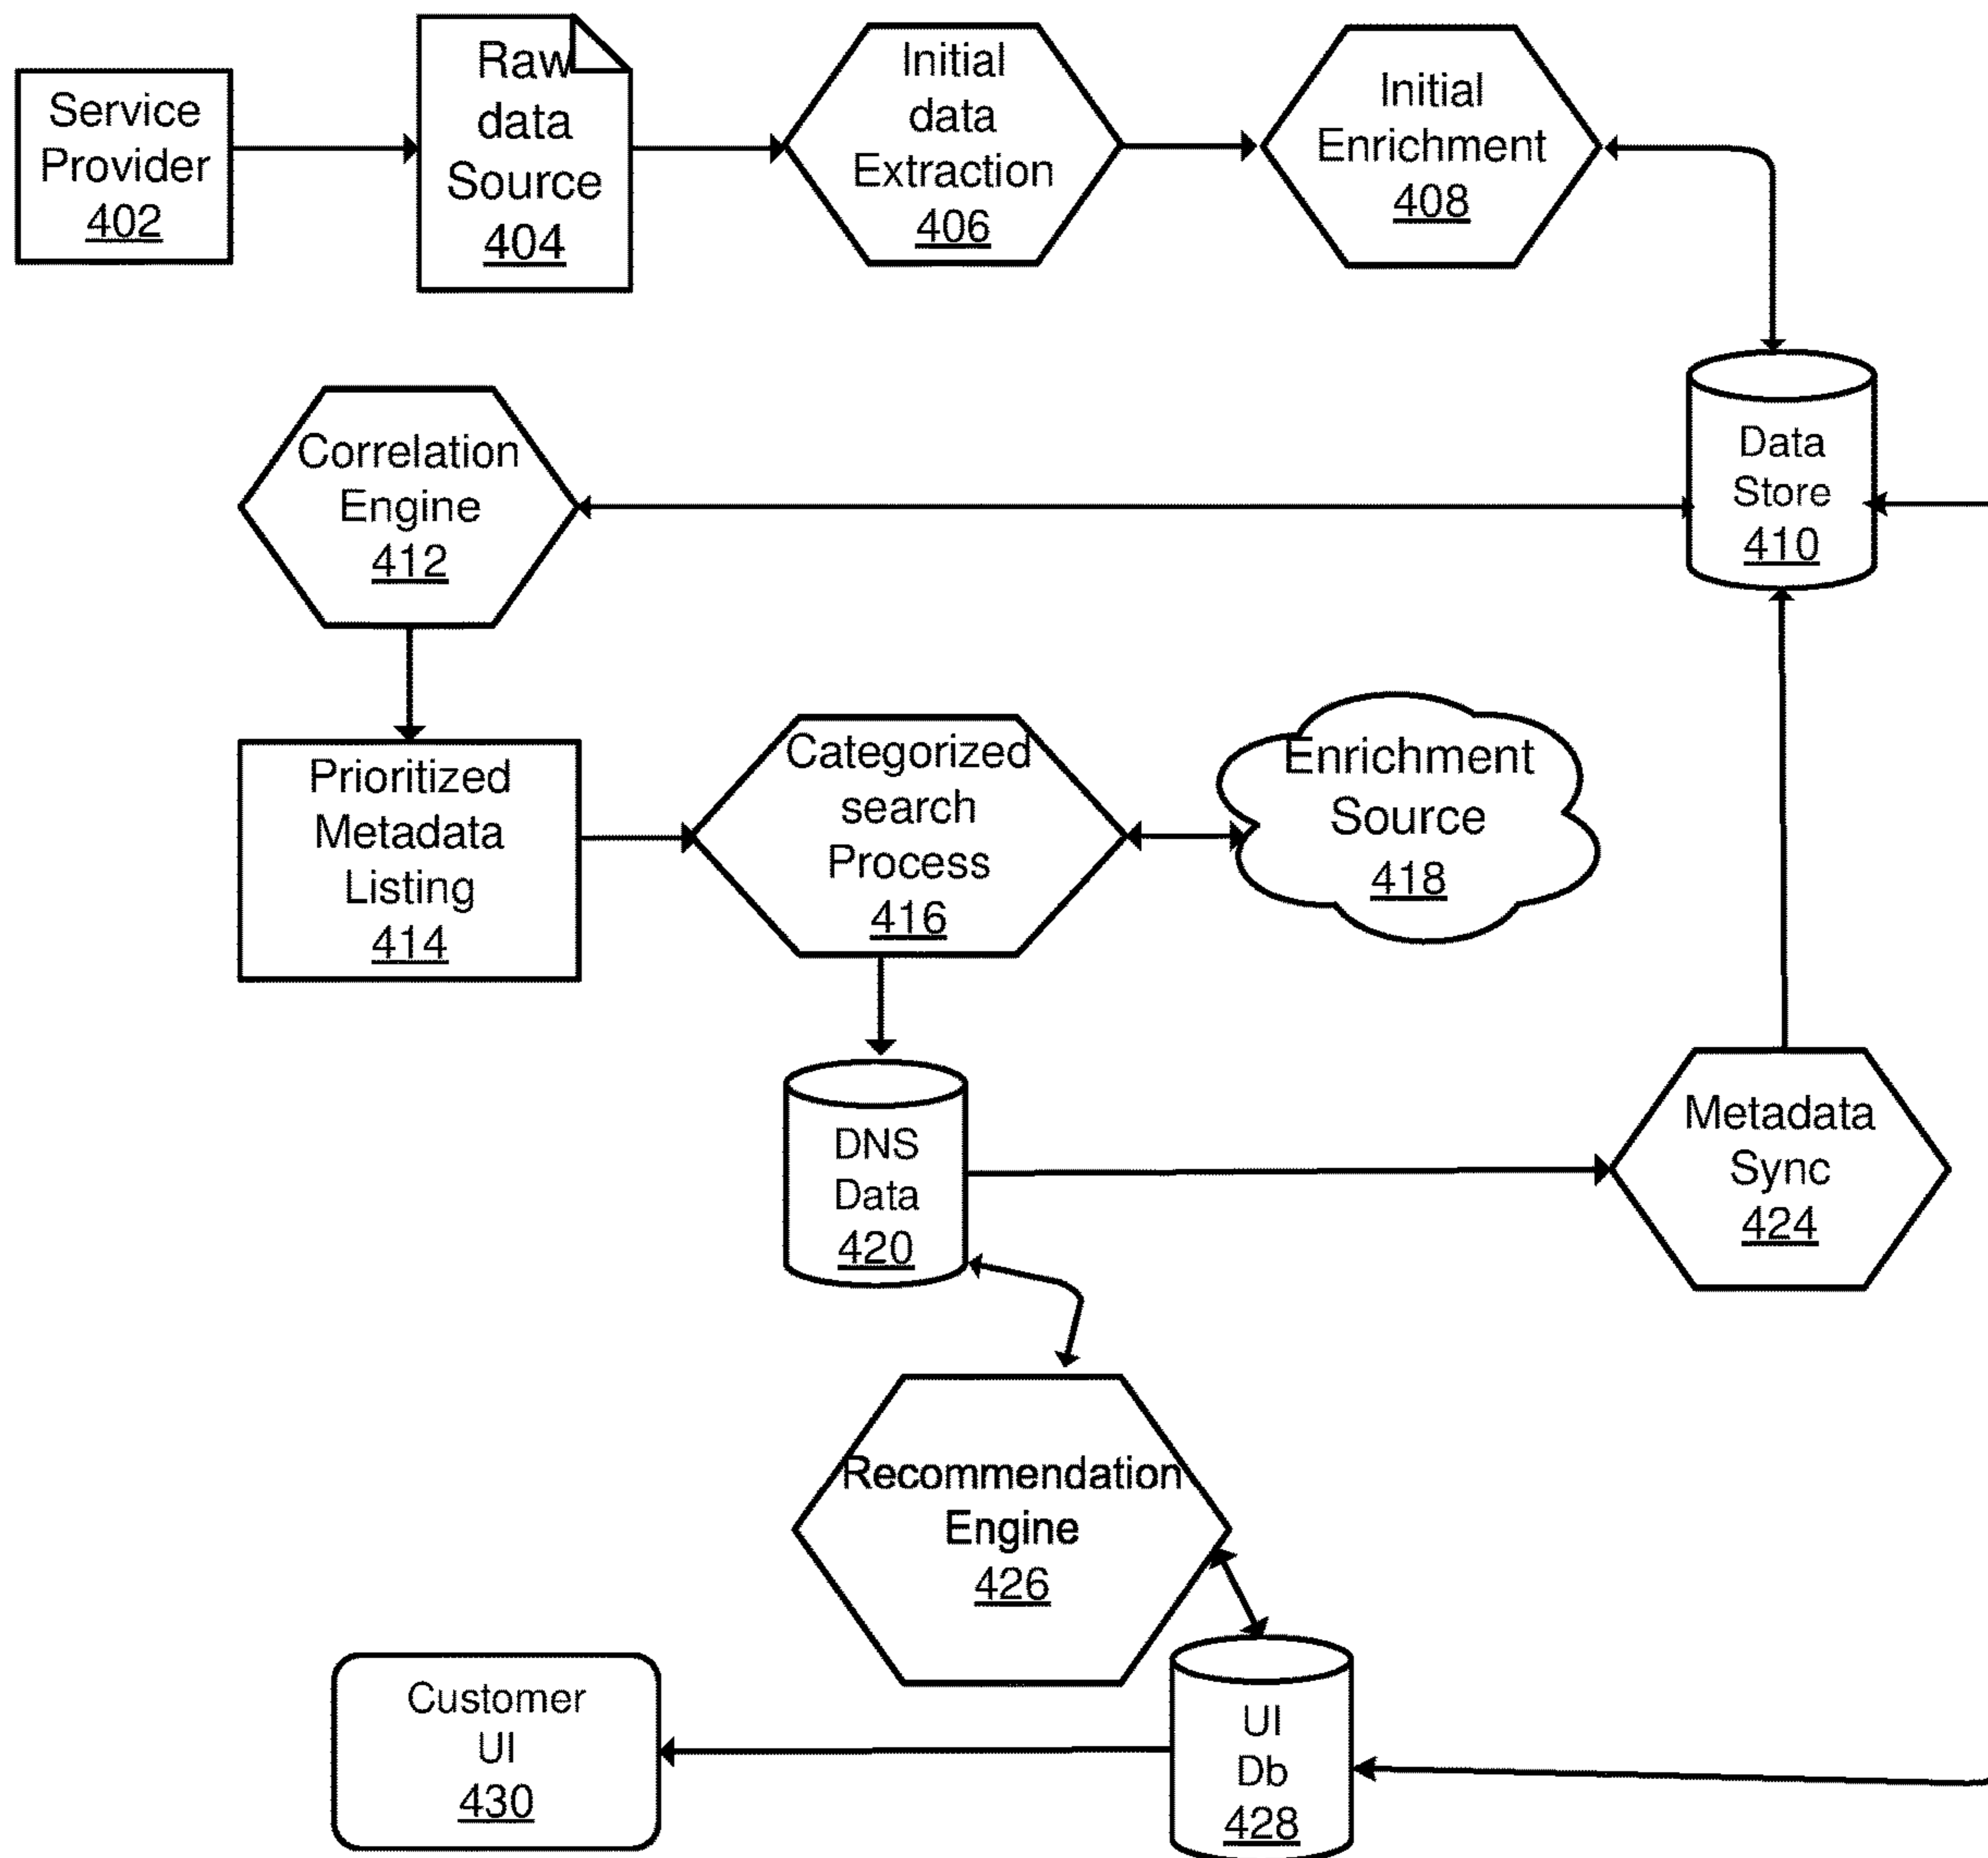 Service
Provider
402
Raw
data
Source
404
Initial
data
Extraction
406
Initial
Enrichment
408
Correlation
Engine
412
Data
Store
410
Prioritized
Metadata
Listing
414
Categorized
search
Process
416
Enrichment
Source
418
DNS
Data
420
Metadata
Sync
424
Recommendation
Engine
426
Customer
UI
430
UI
Db
428